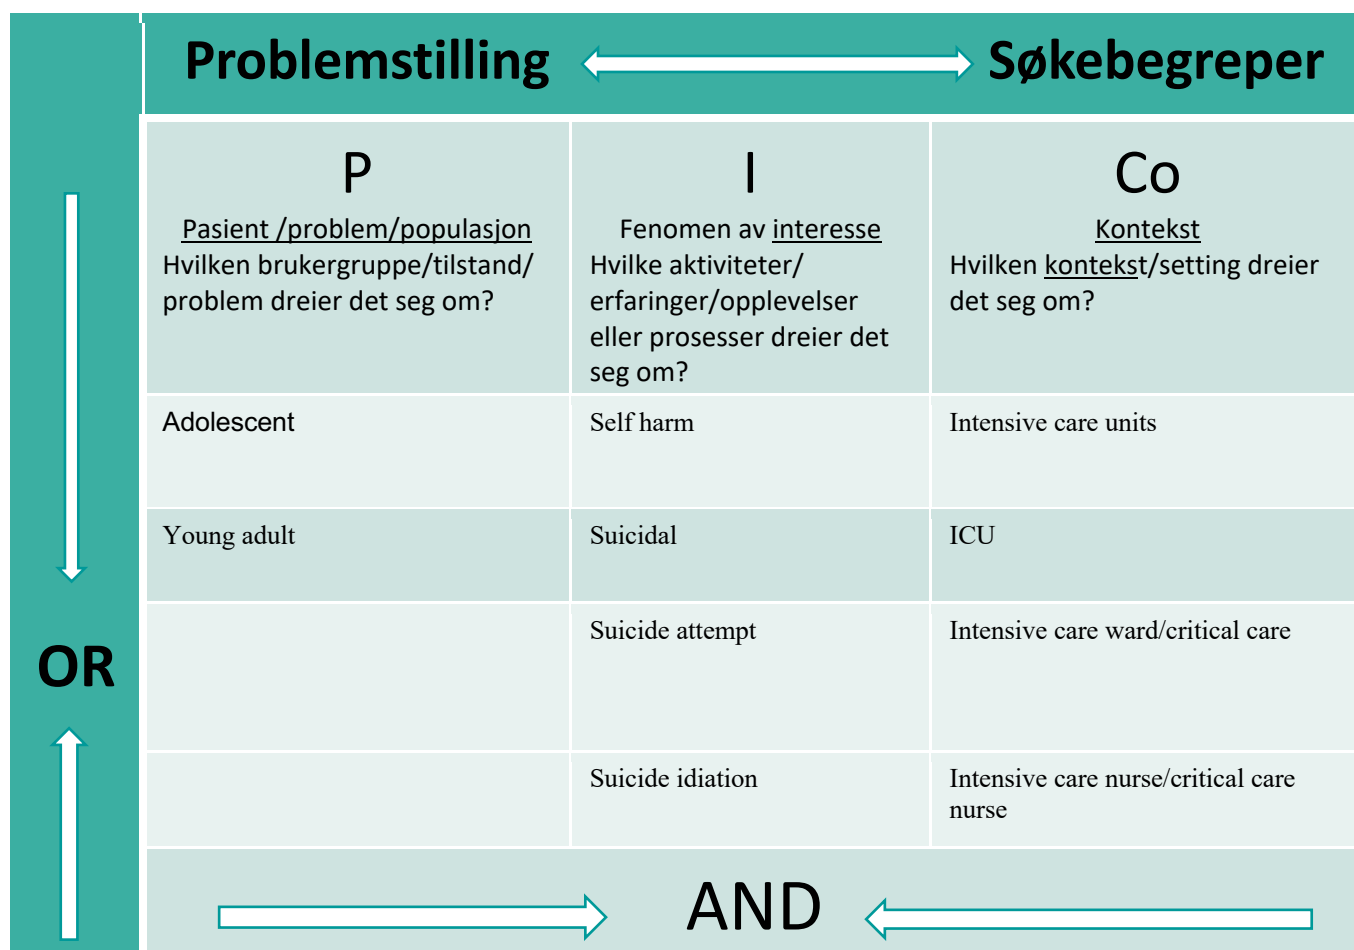 Problemstilling Søkebegreper
P
Pasient /problem/populasjon
Hvilken brukergruppe/tilstand/
problem dreier det seg om?
I
Fenomen av interesse
Hvilke aktiviteter/
erfaringer/opplevelser
eller prosesser dreier det
seg om?
Co
Kontekst
Hvilken kontekst/setting dreier
det seg om?
Adolescent
Self harm
Intensive care units
Young adult
Suicidal
ICU
Suicide attempt
Intensive care ward/critical care
OR
Suicide idiation
Intensive care nurse/critical care
nurse
AND